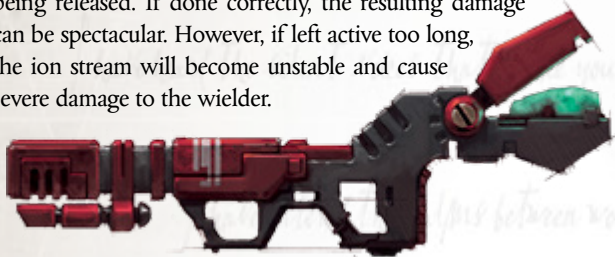 being released. If done correctly, the resulting damage
can be spectacular. However, if left active too long,
the ion stream will become unstable and cause
severe damage to the wielder.